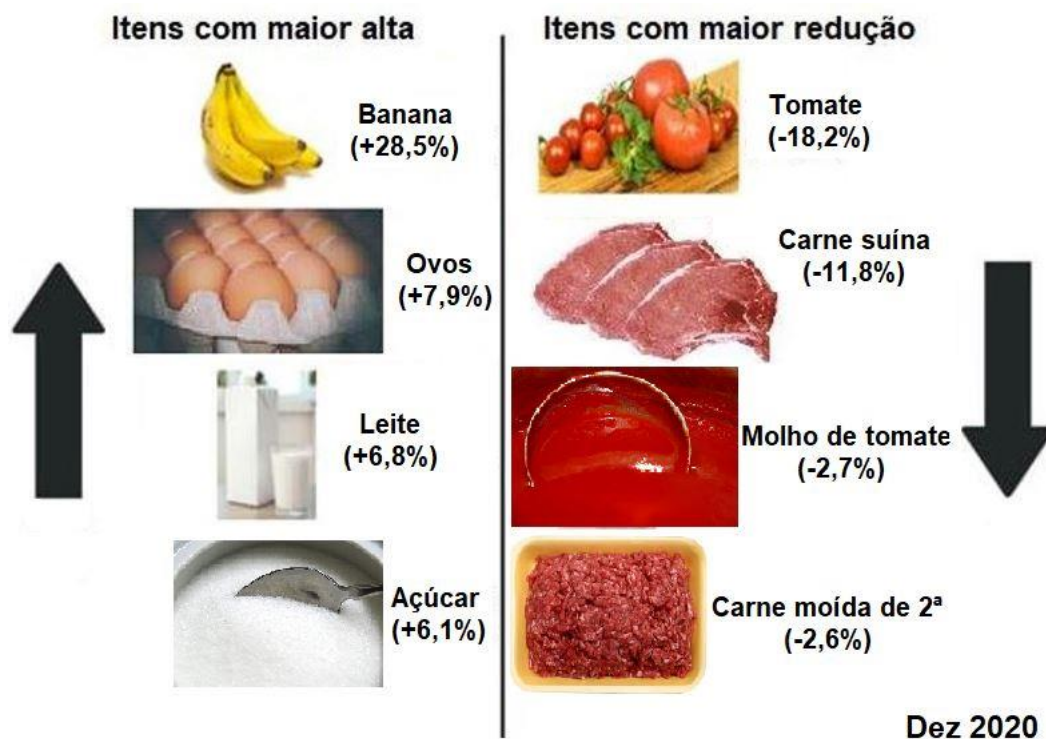 Itens com maior alta
Banana
(+28,5%)
Ovos
(+7,9%)
Leite
(+6,8%)
Açúcar
(+6,1%)
Itens com maior redução
Tomate
(-18,2%)
Carne suína
(-11,8%)
Molho de tomate
(-2,7%)
Carne moída de 2ª
(-2,6%)
Dez 2020